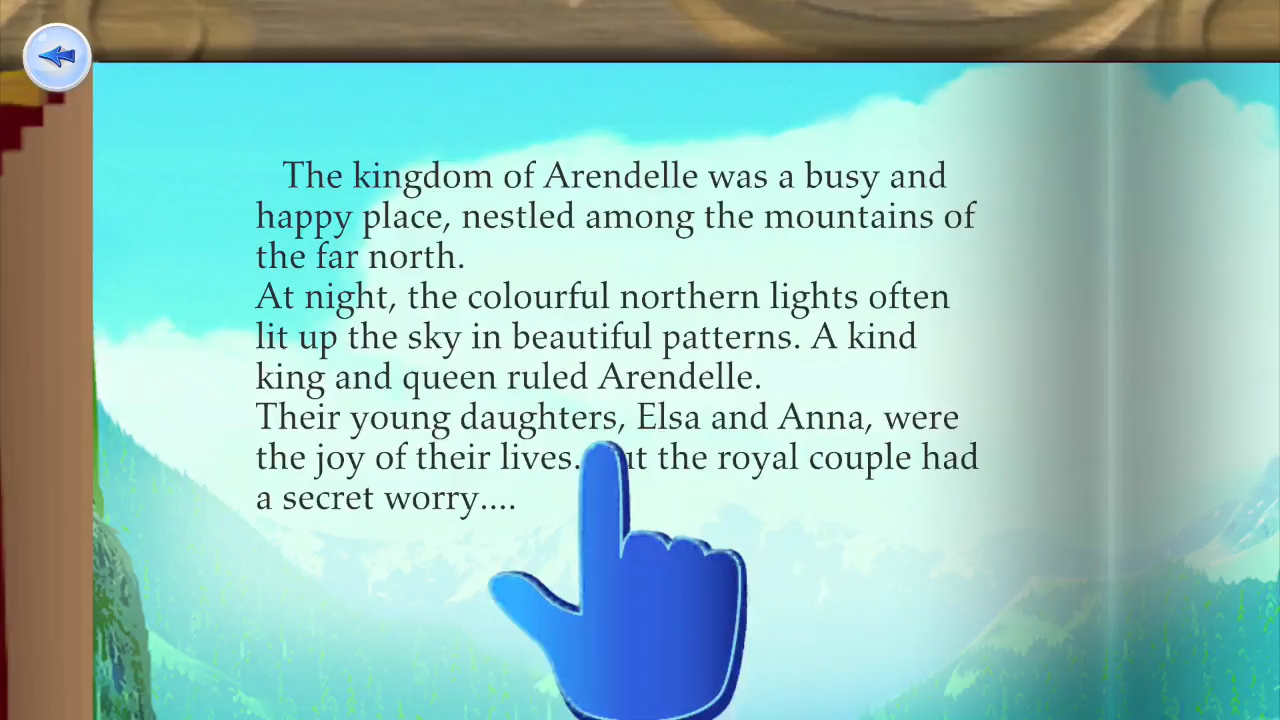 The kingdom of Arendelle was a busy and
happy place, nestled among the mountains of
the far north.
At night, the colourful northern lights often
lit up the sky in beautiful patterns. A kind
king and queen ruled Arendelle.
Their young daughters, Elsa and Anna, were
the joy of their lives. the royal couple had
a secret worry....